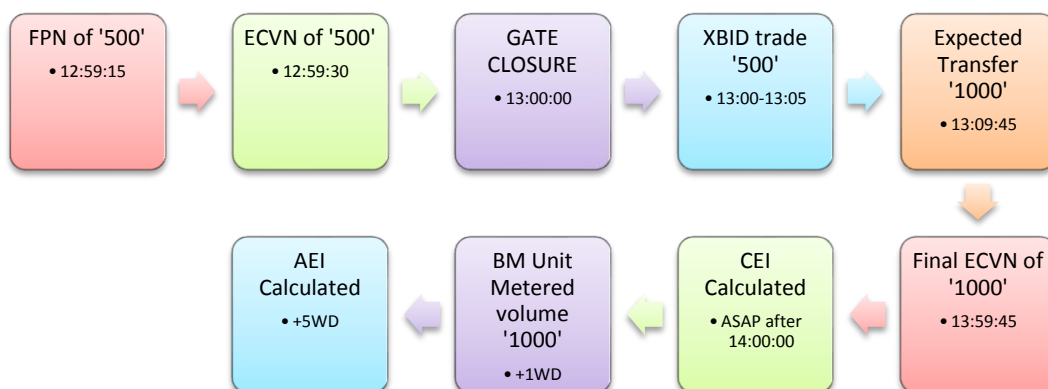 FPN of '500'
• 12:59:15
ECVN of '500'
• 12:59:30
GATE
CLOSURE
• 13:00:00
XBID trade
'500'
• 13:00-13:05
Expected
Transfer
'1000'
• 13:09:45
Final ECVN of
'1000'
• 13:59:45
CEI
Calculated
• ASAP after
14:00:00
BM Unit
Metered
volume
'1000'
• +1WD
AEI
Calculated
• +5WD